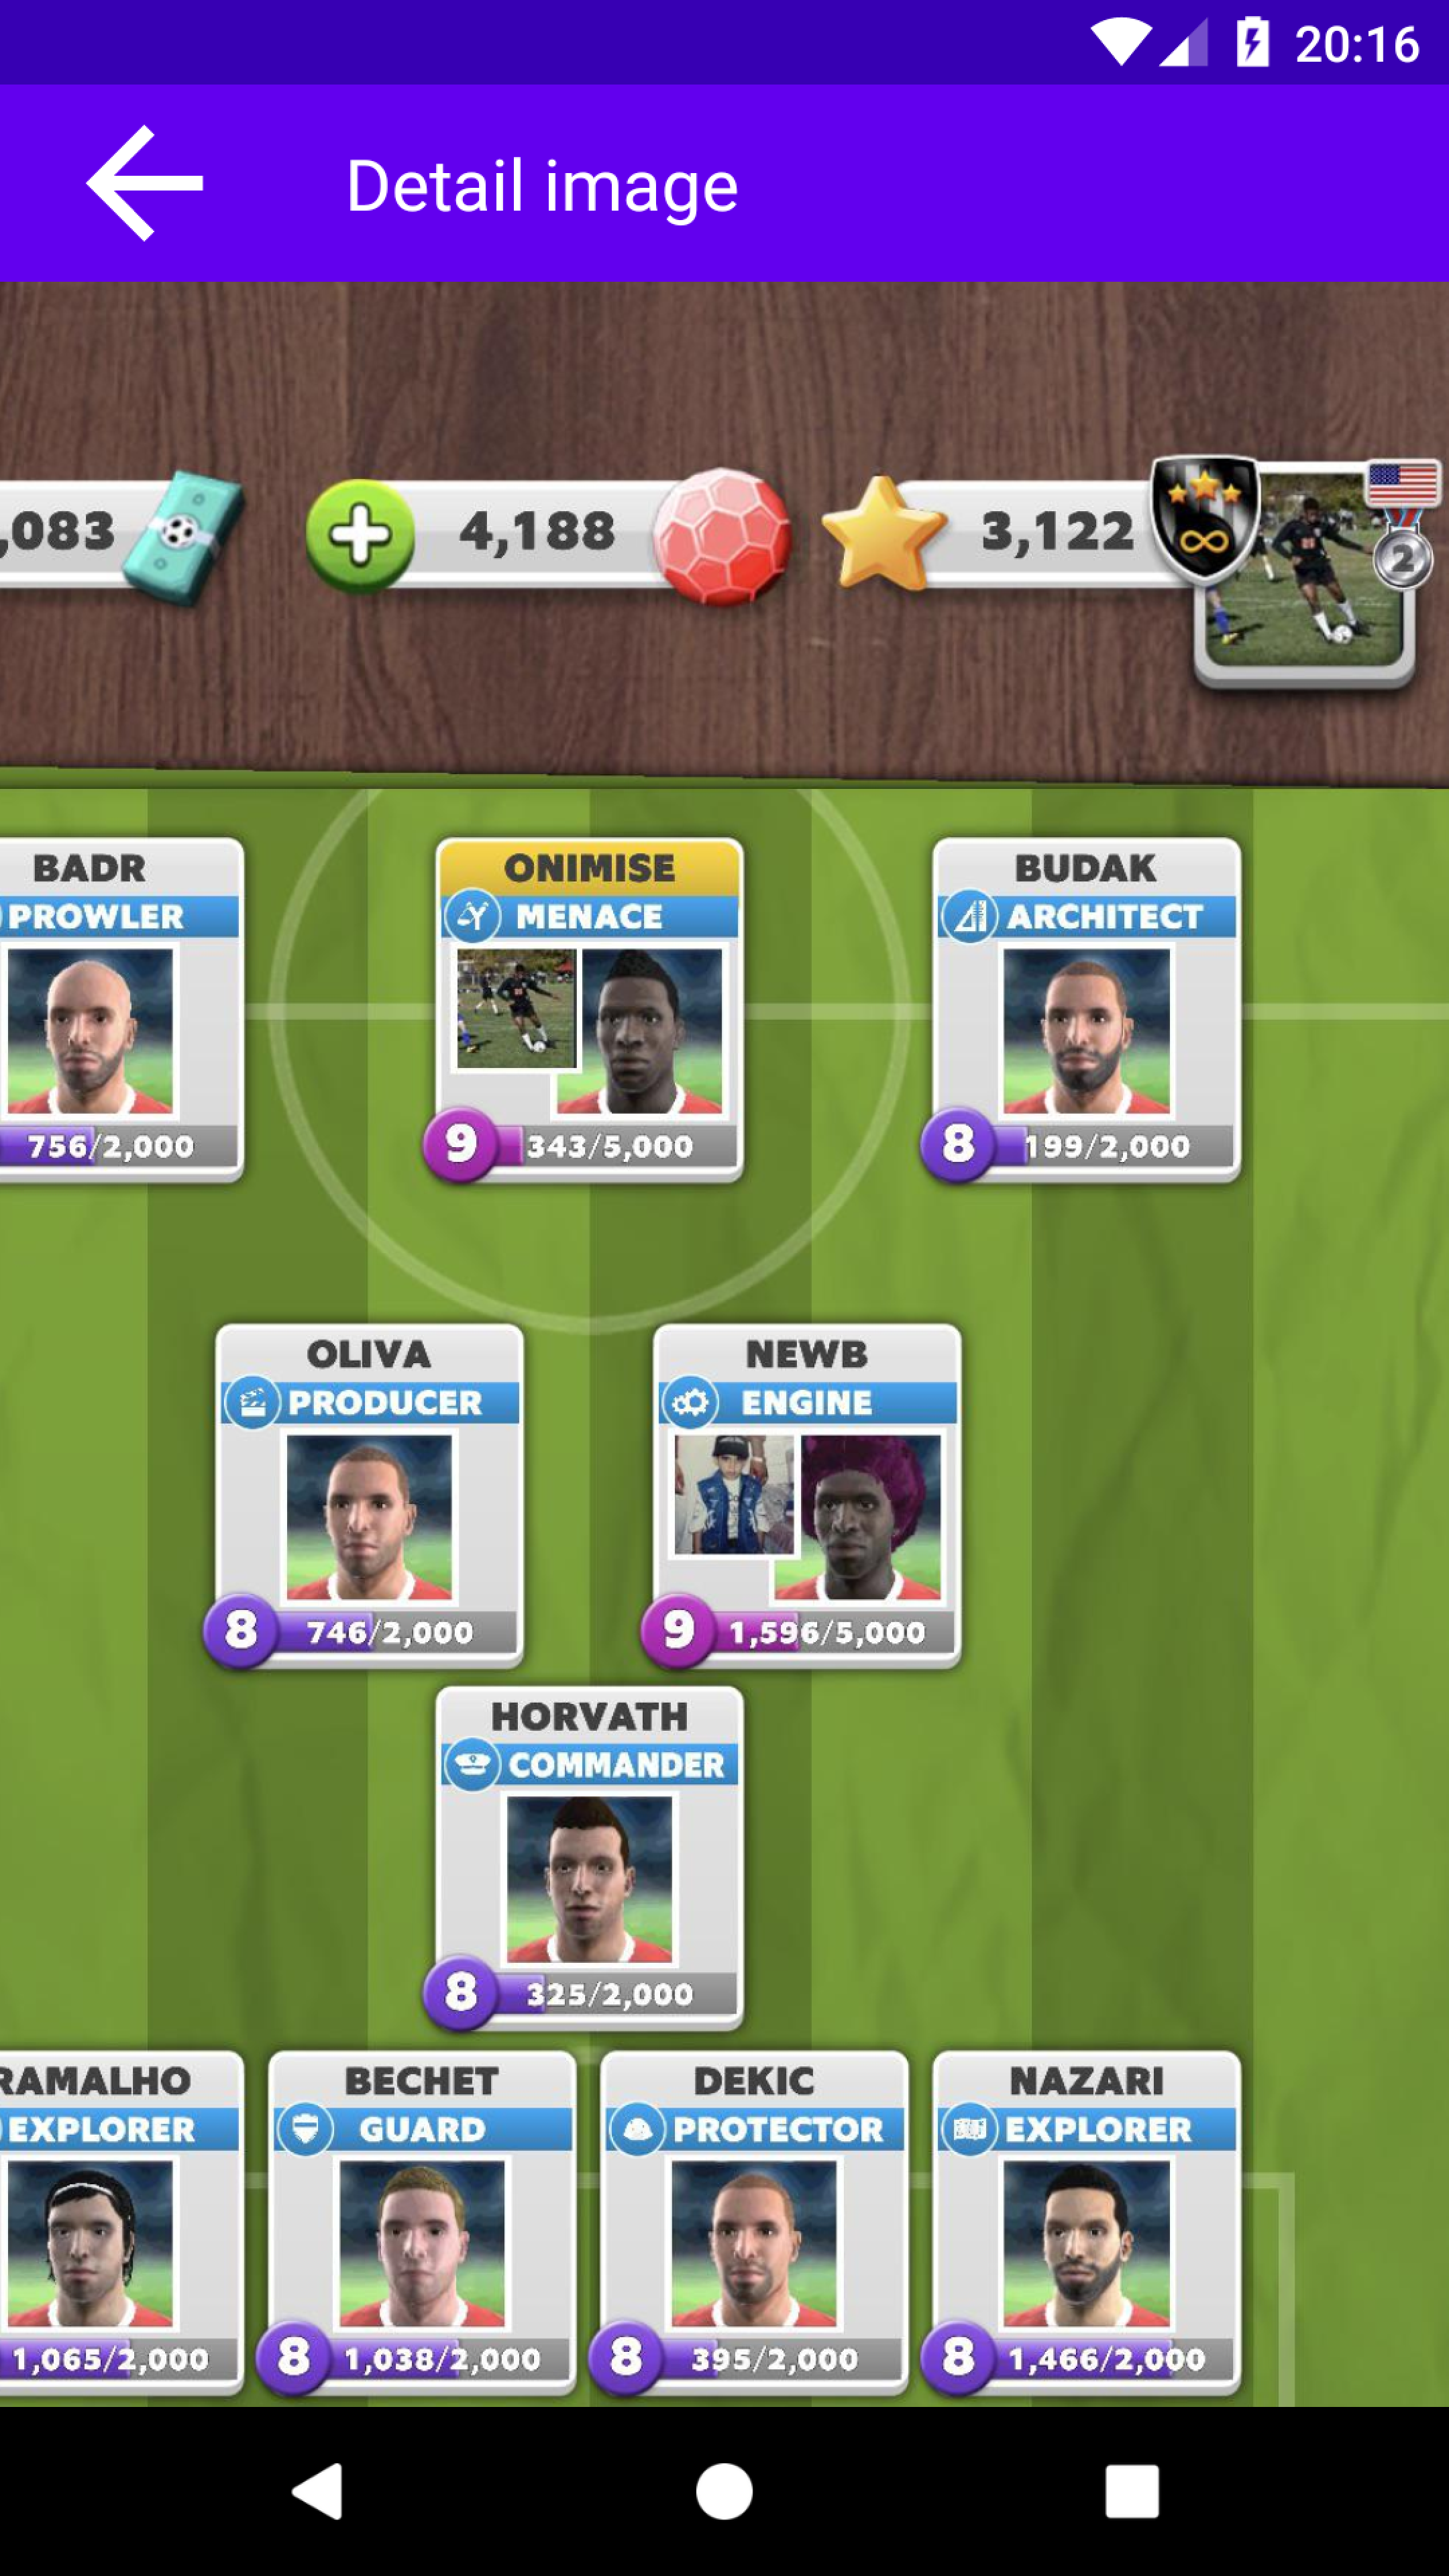 20:16
Detail image
,083 4,188 3,122
2
BADR ONIMISE BUDAK
PROWLER MENACE ARCHITECT
756/2,000 9 343/5,000 8 199/2,000
OLIVA NEWB
PRODUCER ENGINE
8 746/2,000 9 1,596/5,000
HORVATH
COMMANDER
8 325/2,000
RAMALHO BECHET DEKIC NAZARI
EXPLORER GUARD PROTECTOR EXPLORER
1,065/2,000 8 1,038/2,000 8 395/2,000 8 1,466/2,000